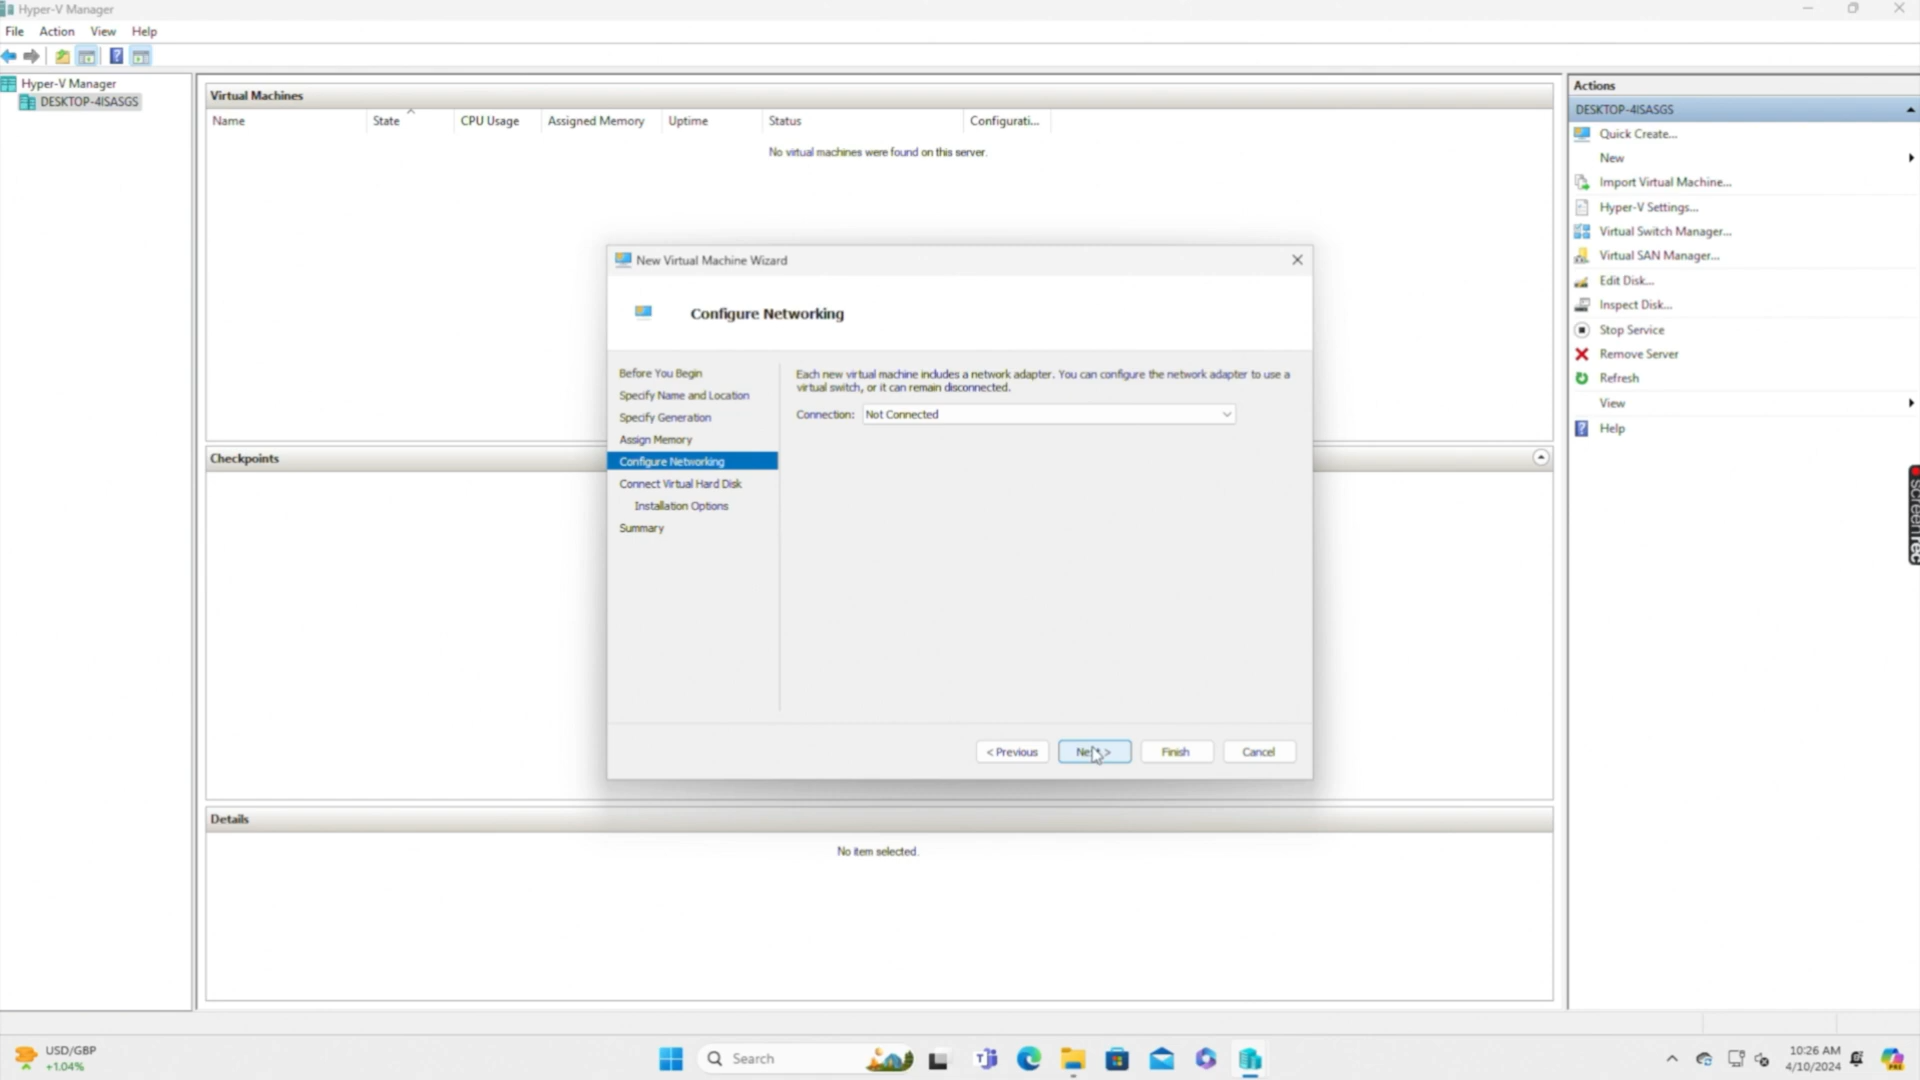 Hyper-V Manager
File Action View Help
Hyper-V Manager
DESKTOP-4ISASGS
Virtual Machines
Name State CPU Usage Assigned Memory Uptime Status Configurati...
No virtual machines were found on this server.
New Virtual Machine Wizard
Configure Networking
Before You Begin
Specify Name and Location
Specify Generation
Assign Memory
Configure Networking
Connect Virtual Hard Disk
Installation Options
Summary
Each new virtual machine includes a network adapter. You can configure the network adapter to use a
virtual switch, or it can remain disconnected.
Connection: Not Connected
< Previous Next > Finish Cancel
Checkpoints
Details
No item selected.
Actions
DESKTOP-4ISASGS
Quick Create...
New
Import Virtual Machine...
Hyper-V Settings...
Virtual Switch Manager...
Virtual SAN Manager...
Edit Disk...
Inspect Disk...
Stop Service
Remove Server
Refresh
View
Help
screenrec
USD/GBP
+1.04%
Search
10:26 AM
4/10/2024
PRE